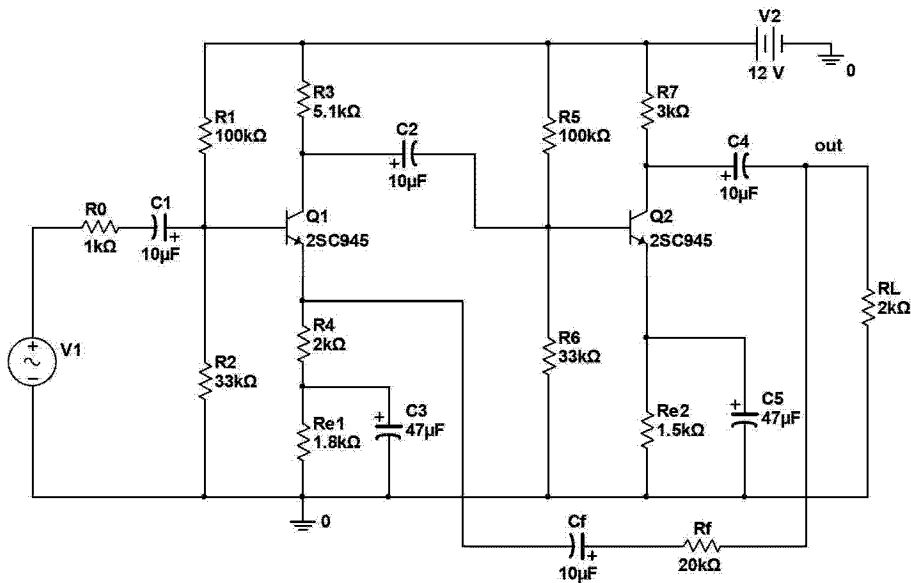 V2
12 V
0
R3
5.1kΩ
R7
3kΩ
R1
100kΩ
C2
+
10µF
R5
100kΩ
C4
+
10µF
out
R0
1kΩ
C1
+
10µF
Q1
2SC945
Q2
2SC945
RL
2kΩ
V1
+
−
R4
2kΩ
R6
33kΩ
R2
33kΩ
Re1
1.8kΩ
+
C3
47µF
Re2
1.5kΩ
+
C5
47µF
0
Cf
+
10µF
Rf
20kΩ